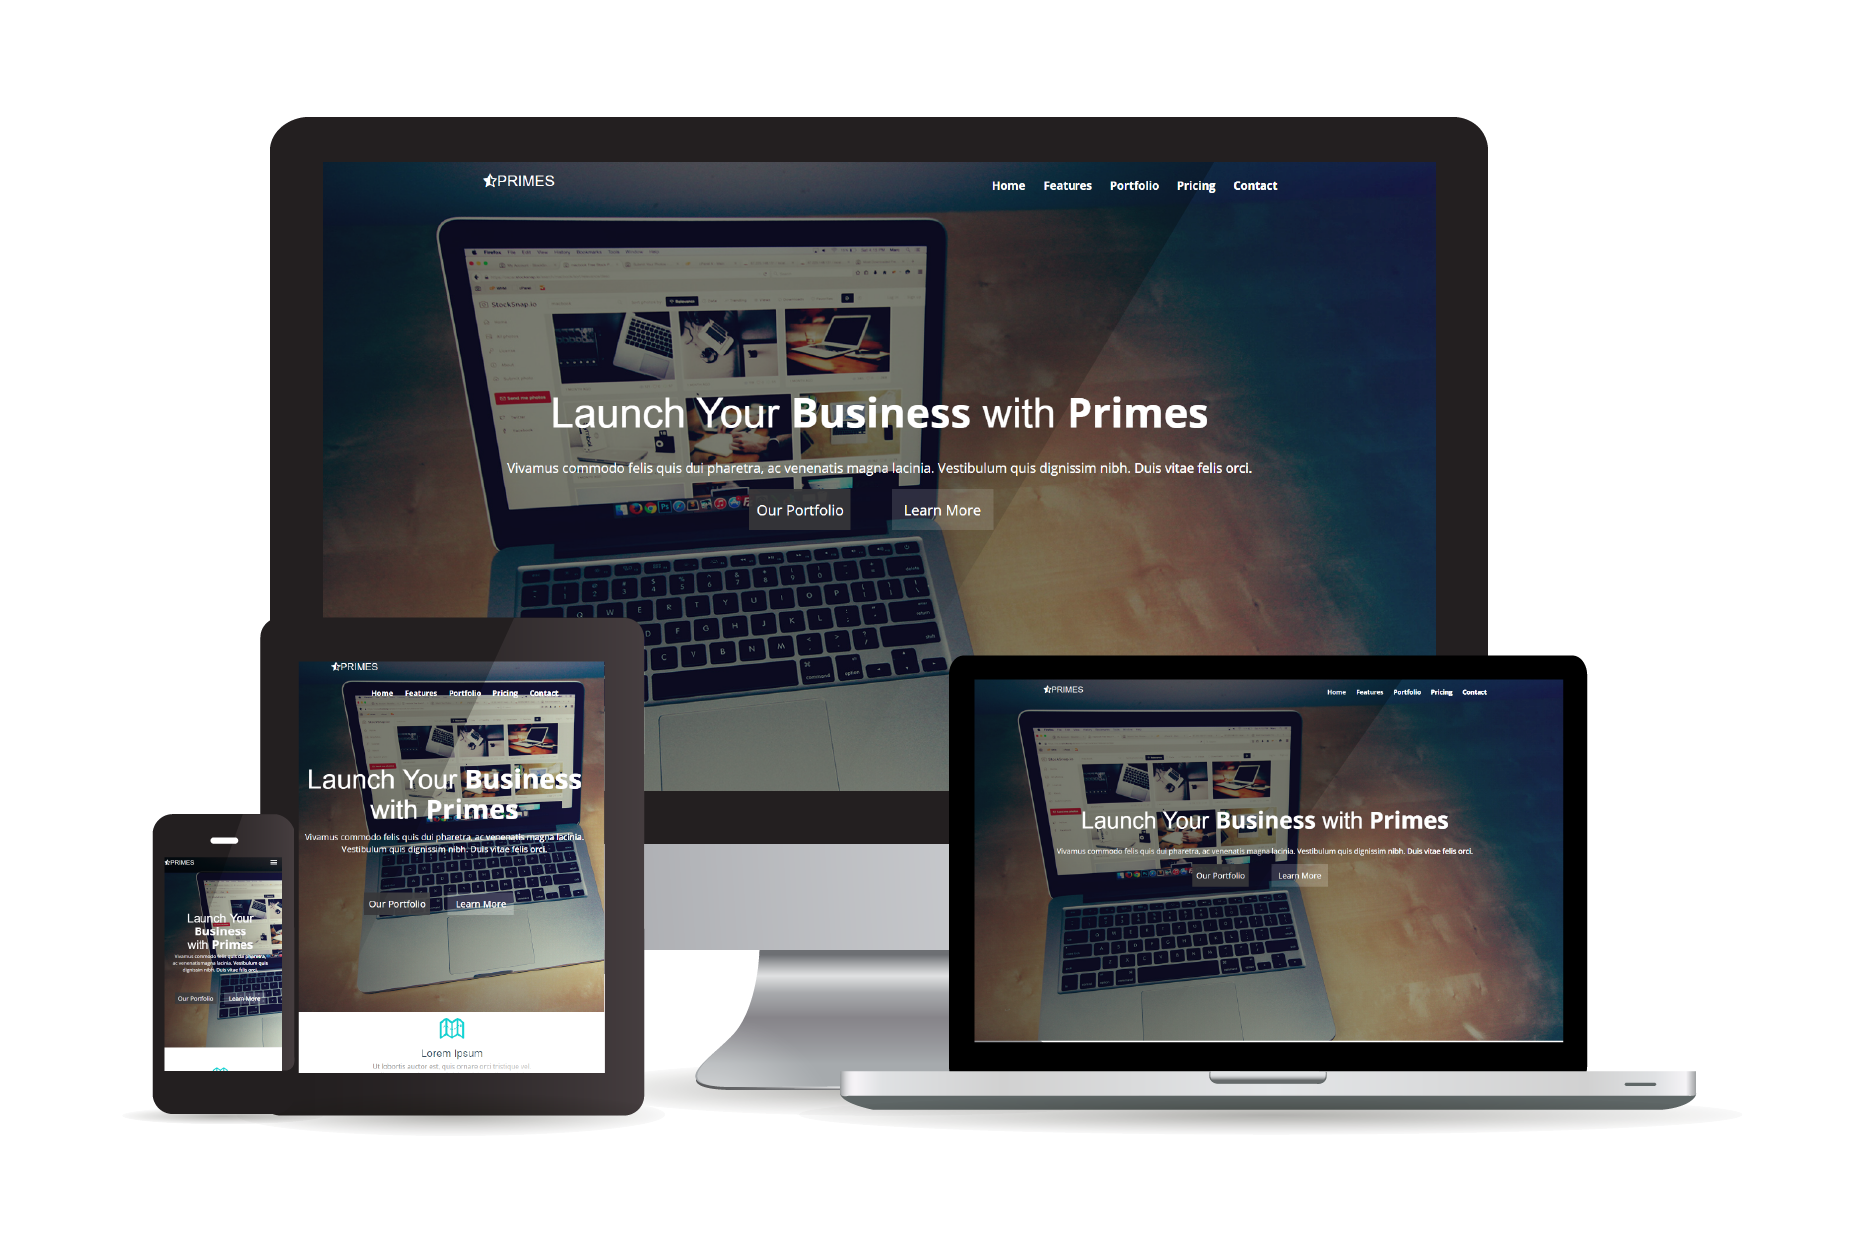 PRIMES
Home Features Portfolio Pricing Contact
StockSnap.io
Launch Your Business with Primes
Vivamus commodo felis quis dui pharetra, ac venenatis magna lacinia. Vestibulum quis dignissim nibh. Duis vitae felis orci.
Our Portfolio Learn More
PRIMES
Home Features Portfolio Pricing Contact
Launch Your Business
with Primes
Vivamus commodo felis quis dui pharetra, ac venenatis magna lacinia.
Vestibulum quis dignissim nibh. Duis vitae felis orci.
Our Portfolio Learn More
Lorem Ipsum
Ut lobortis auctor est, quis ornare orci tristique vel
PRIMES
Launch Your
Business
with Primes
Vivamus commodo felis quis dui pharetra,
ac venenatis magna lacinia. Vestibulum quis
dignissim nibh. Duis vitae felis orci.
Our Portfolio Learn More
PRIMES
Home Features Portfolio Pricing Contact
Launch Your Business with Primes
Vivamus commodo felis quis dui pharetra, ac venenatis magna lacinia. Vestibulum quis dignissim nibh. Duis vitae felis orci.
Our Portfolio Learn More